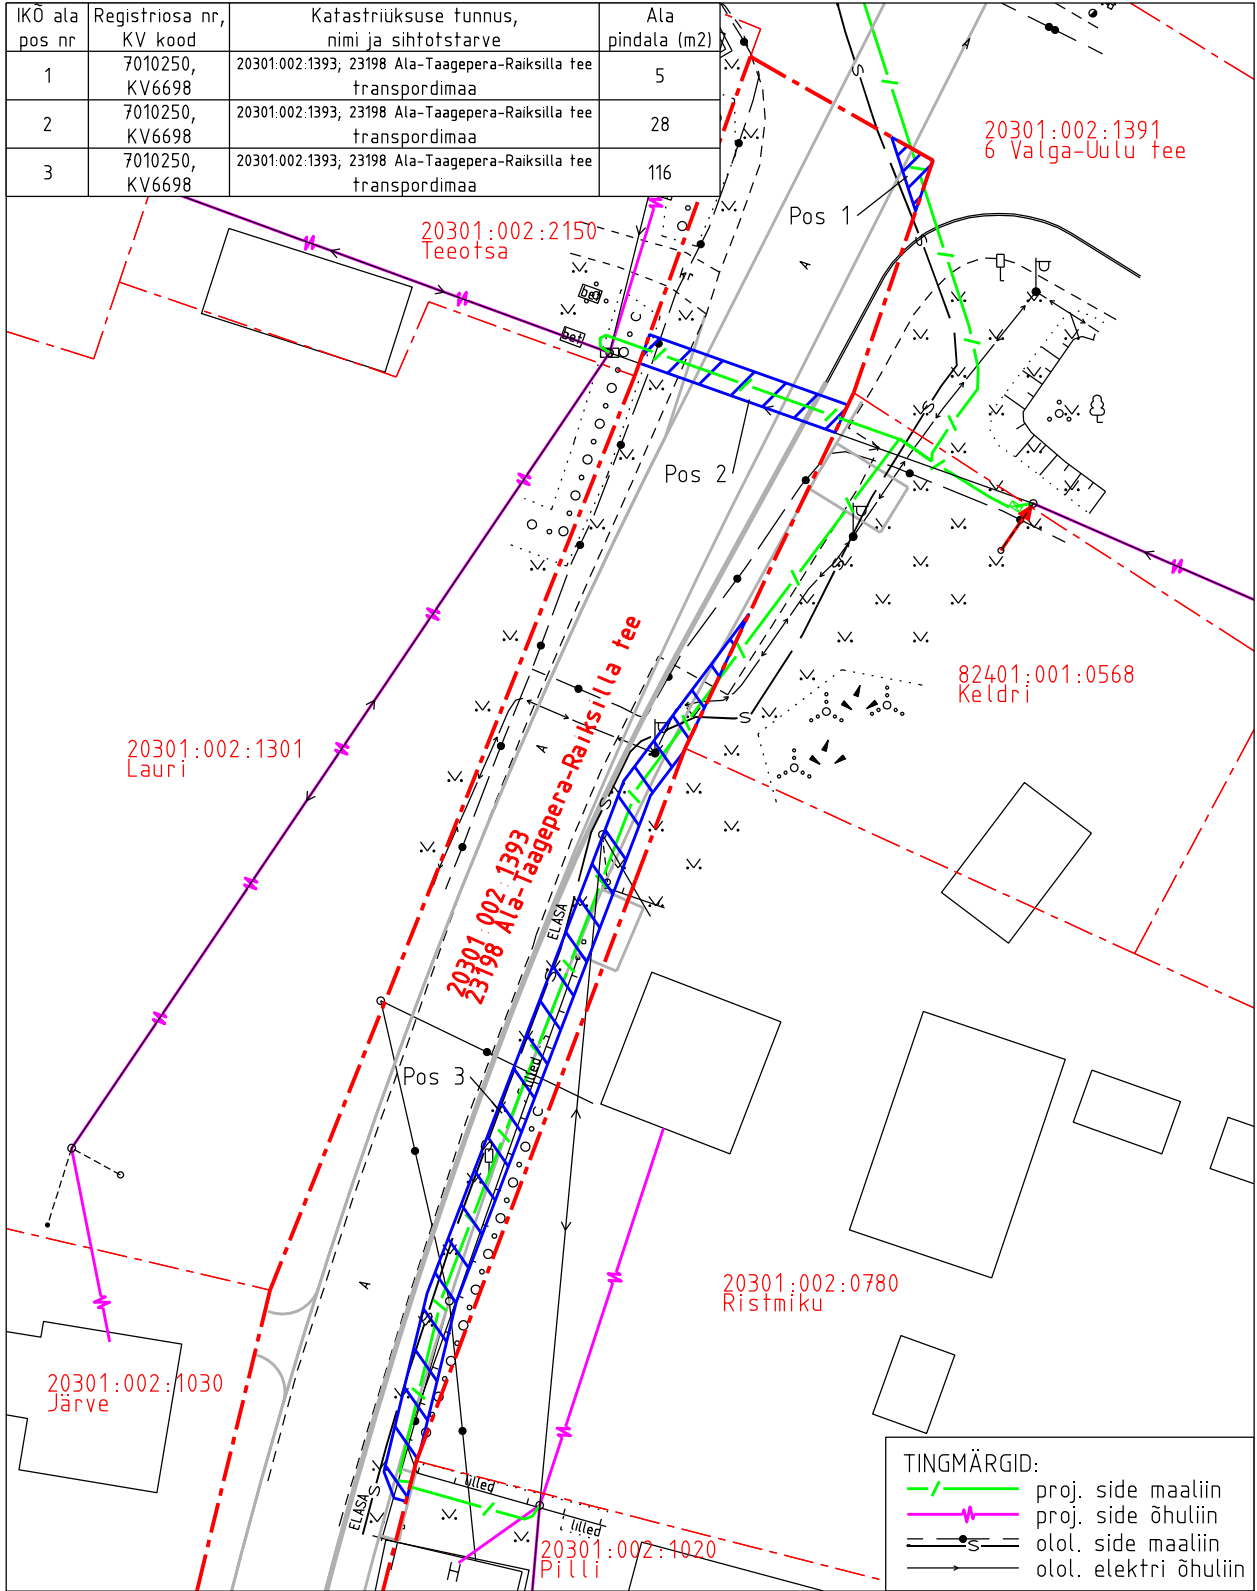 IKÕ ala pos nr
Registriosa nr, KV kood
Katastriüksuse tunnus, nimi ja sihtotstarve
Ala pindala (m2)
1
7010250, KV6698
20301:002:1393; 23198 Ala-Taagepera-Raiksilla tee transpordimaa
5
2
7010250, KV6698
20301:002:1393; 23198 Ala-Taagepera-Raiksilla tee transpordimaa
28
3
7010250, KV6698
20301:002:1393; 23198 Ala-Taagepera-Raiksilla tee transpordimaa
116
20301:002:1391
6 Valga-Uulu tee
Pos 1
20301:002:2150
Teeotsa
A
kr
bet
bet
C
Pos 2
P
P
S
S
S
S
20301:002:1393
23198 Ala-Taagepera-Raiksilla tee
82401:001:0568
Keldri
20301:002:1301
Lauri
A
P
S
S
ELASA
S
Pos 3
lilled
C
A
20301:002:0780
Ristmiku
20301:002:1030
Järve
ELASA
S
lilled
lilled
20301:002:1020
Pilli
H
TINGMÄRGID:
proj. side maaliin
proj. side õhuliin
S olol. side maaliin
olol. elektri õhuliin